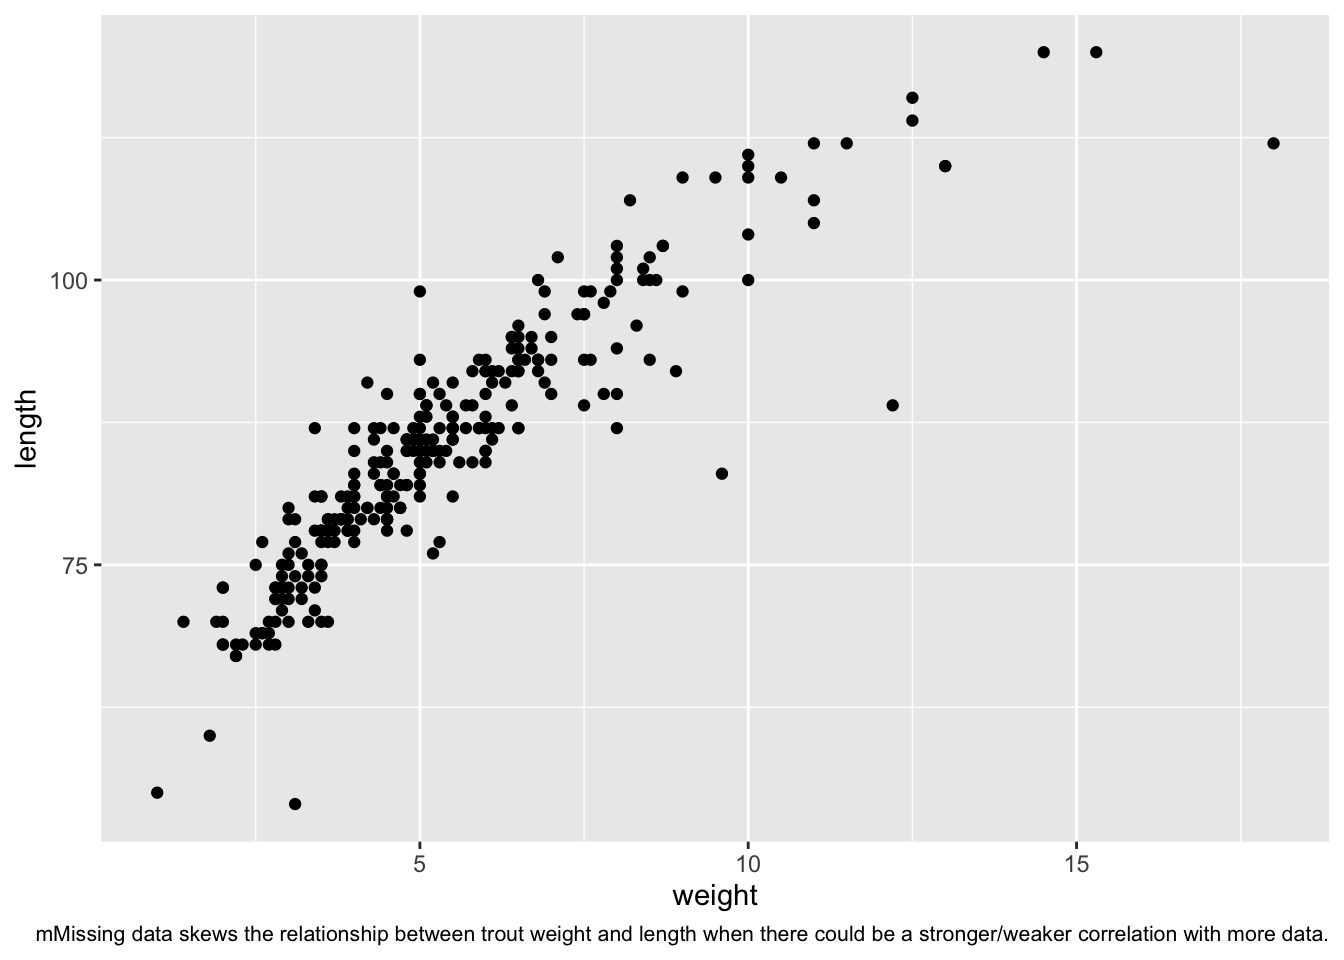 length
100
75
5 10 15
weight
mMissing data skews the relationship between trout weight and length when there could be a stronger/weaker correlation with more data.